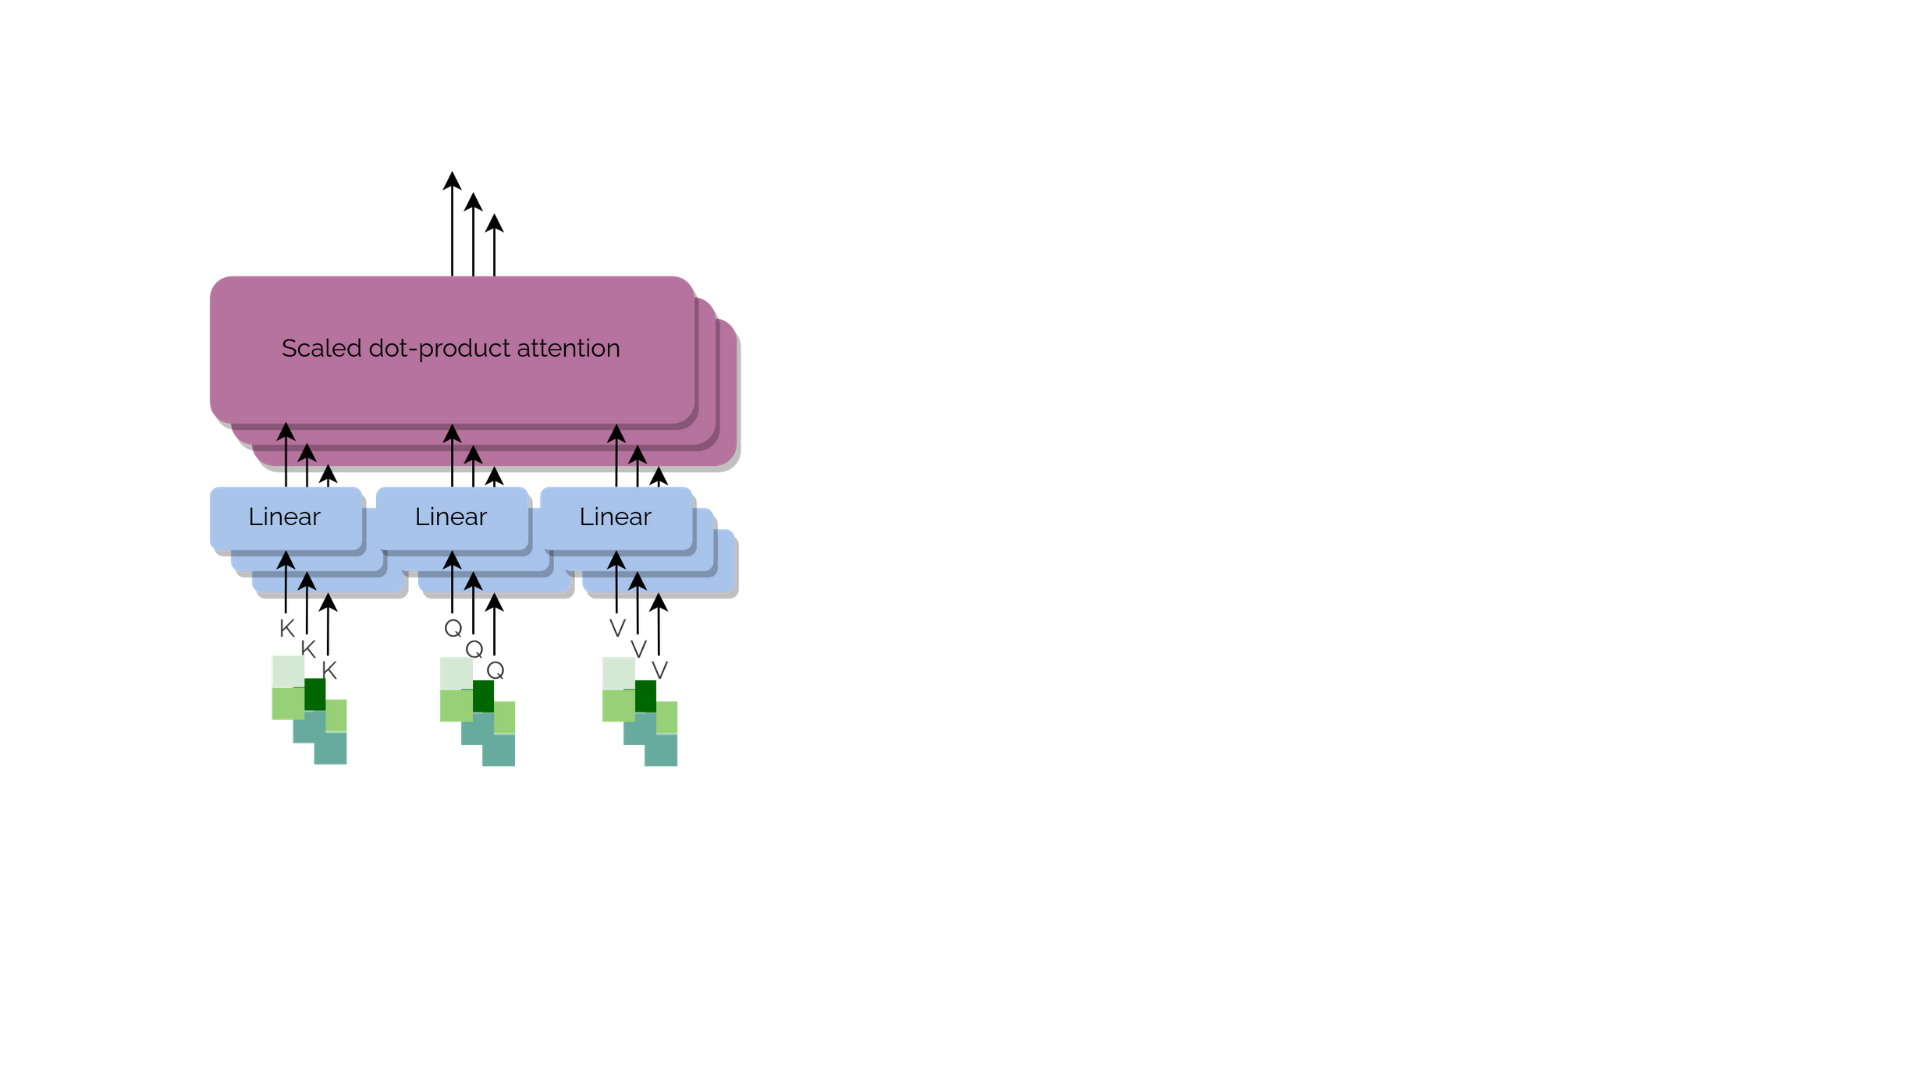 Scaled dot-product attention
Linear Linear Linear
K Q V
K Q V
K Q V